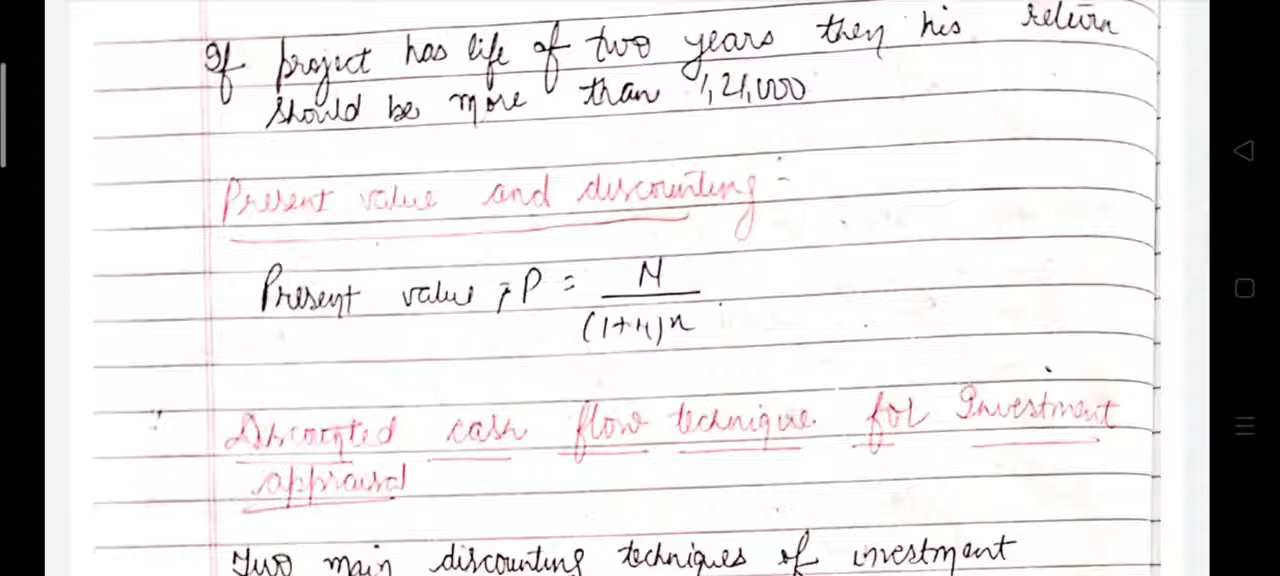 If project has life of two years then his return
should be more than 1,21,000
Present value and discounting :-
Present value, P = N / (1+r)n
Discounted cash flow technique for Investment
appraisal
Two main discounting techniques of investment